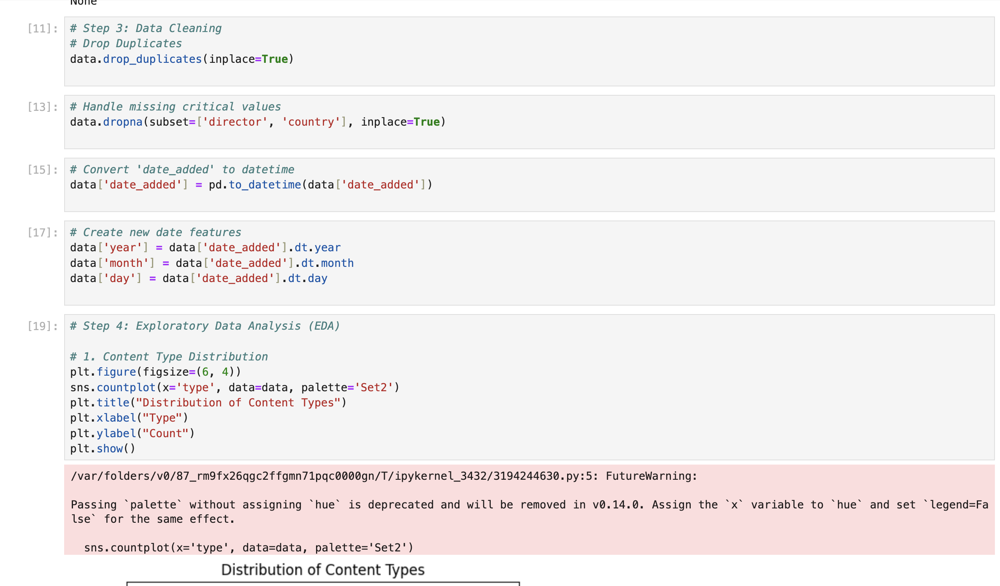 None
[11]:
# Step 3: Data Cleaning
# Drop Duplicates
data.drop_duplicates(inplace=True)
[13]:
# Handle missing critical values
data.dropna(subset=['director', 'country'], inplace=True)
[15]:
# Convert 'date_added' to datetime
data['date_added'] = pd.to_datetime(data['date_added'])
[17]:
# Create new date features
data['year'] = data['date_added'].dt.year
data['month'] = data['date_added'].dt.month
data['day'] = data['date_added'].dt.day
[19]:
# Step 4: Exploratory Data Analysis (EDA)
# 1. Content Type Distribution
plt.figure(figsize=(6, 4))
sns.countplot(x='type', data=data, palette='Set2')
plt.title("Distribution of Content Types")
plt.xlabel("Type")
plt.ylabel("Count")
plt.show()
/var/folders/v0/87_rm9fx26qgc2ffgmn71pqc0000gn/T/ipykernel_3432/3194244630.py:5: FutureWarning:
Passing `palette` without assigning `hue` is deprecated and will be removed in v0.14.0. Assign the `x` variable to `hue` and set `legend=Fa
lse` for the same effect.
  sns.countplot(x='type', data=data, palette='Set2')
Distribution of Content Types